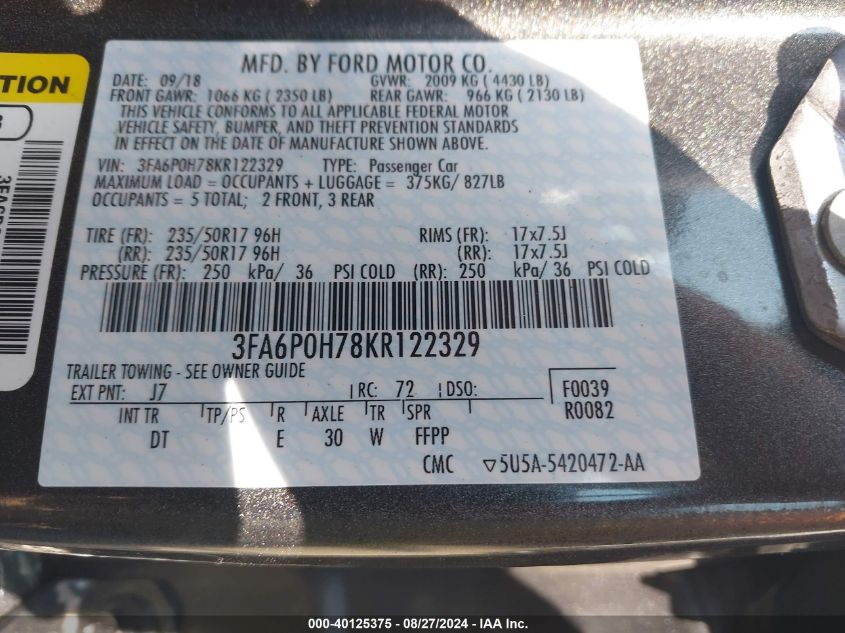 MFD. BY FORD MOTOR CO.
DATE: 09/18 GVWR: 2009 KG ( 4430 LB)
FRONT GAWR: 1066 KG ( 2350 LB) REAR GAWR: 966 KG ( 2130 LB)
THIS VEHICLE CONFORMS TO ALL APPLICABLE FEDERAL MOTOR
VEHICLE SAFETY, BUMPER, AND THEFT PREVENTION STANDARDS
IN EFFECT ON THE DATE OF MANUFACTURE SHOWN ABOVE.
VIN: 3FA6P0H78KR122329 TYPE: Passenger Car
MAXIMUM LOAD = OCCUPANTS + LUGGAGE = 375KG/ 827LB
OCCUPANTS = 5 TOTAL; 2 FRONT, 3 REAR
TIRE (FR): 235/50R17 96H RIMS (FR): 17x7.5J
(RR): 235/50R17 96H (RR): 17x7.5J
PRESSURE (FR): 250 kPa/ 36 PSI COLD (RR): 250 kPa/ 36 PSI COLD
3FA6P0H78KR122329
TRAILER TOWING - SEE OWNER GUIDE
EXT PNT: J7 RC: 72 DSO: F0039
R0082
INT TR TP/PS R AXLE TR SPR
DT E 30 W FFPP
CMC ▽5U5A-5420472-AA
000-40125375 - 08/27/2024 - IAA Inc.